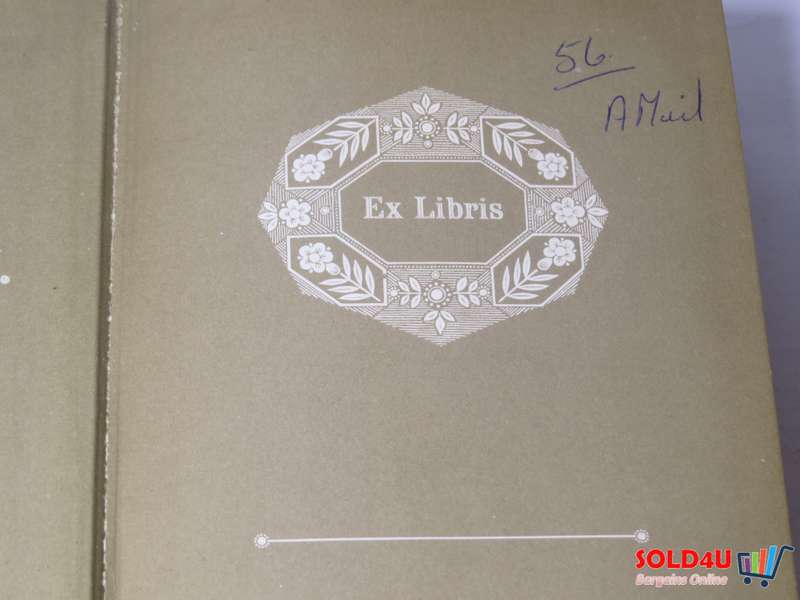 56.
A Mail
Ex Libris
SOLD4U
Bargains Online